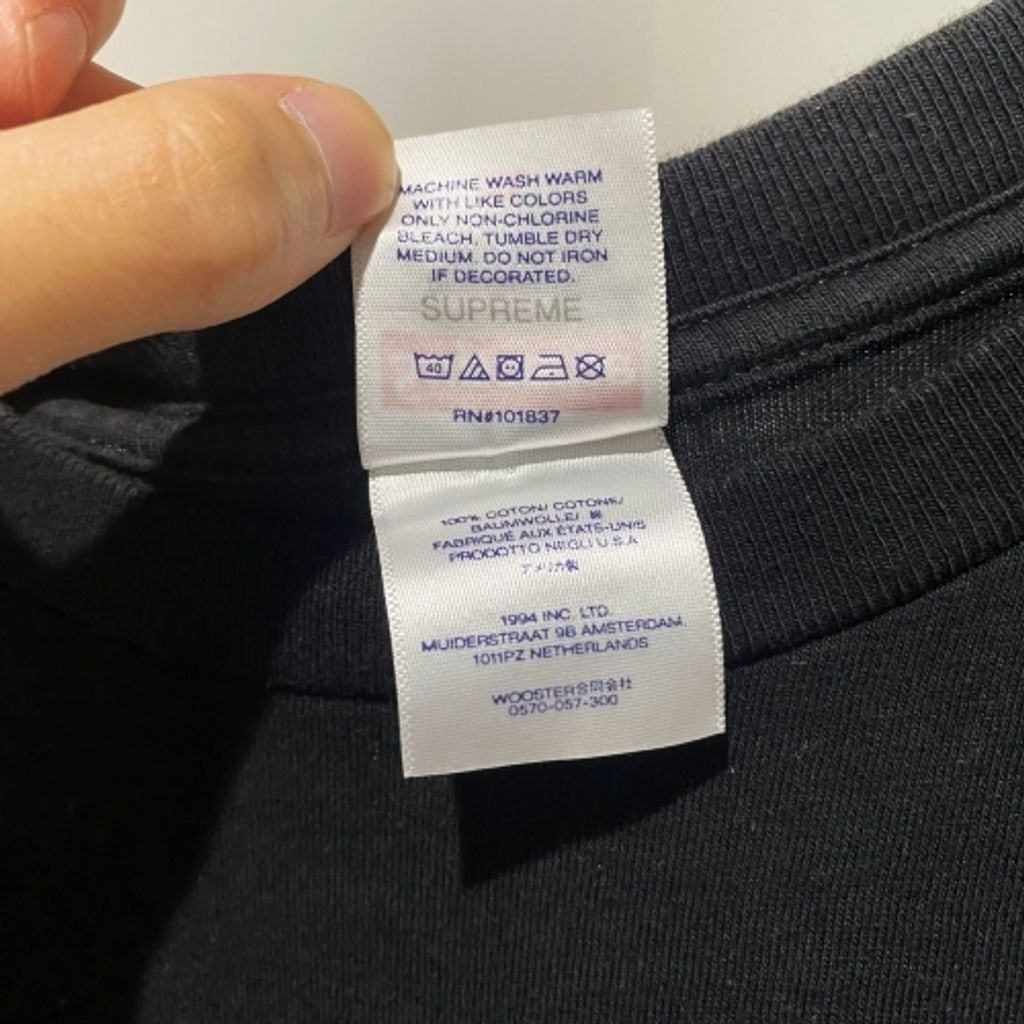 MACHINE WASH WARM
WITH LIKE COLORS
ONLY NON-CHLORINE
BLEACH. TUMBLE DRY
MEDIUM. DO NOT IRON
IF DECORATED.
SUPREME
40
RN#101837
100% COTON/ COTONE/
BAUMWOLLE/ 綿
FABRIQUE AUX ÉTATS-UNIS
PRODOTTO NEGLI U.S.A
アメリカ製
1994 INC. LTD.
MUIDERSTRAAT 9B AMSTERDAM.
1011PZ NETHERLANDS
WOOSTER合同会社
0570-057-300